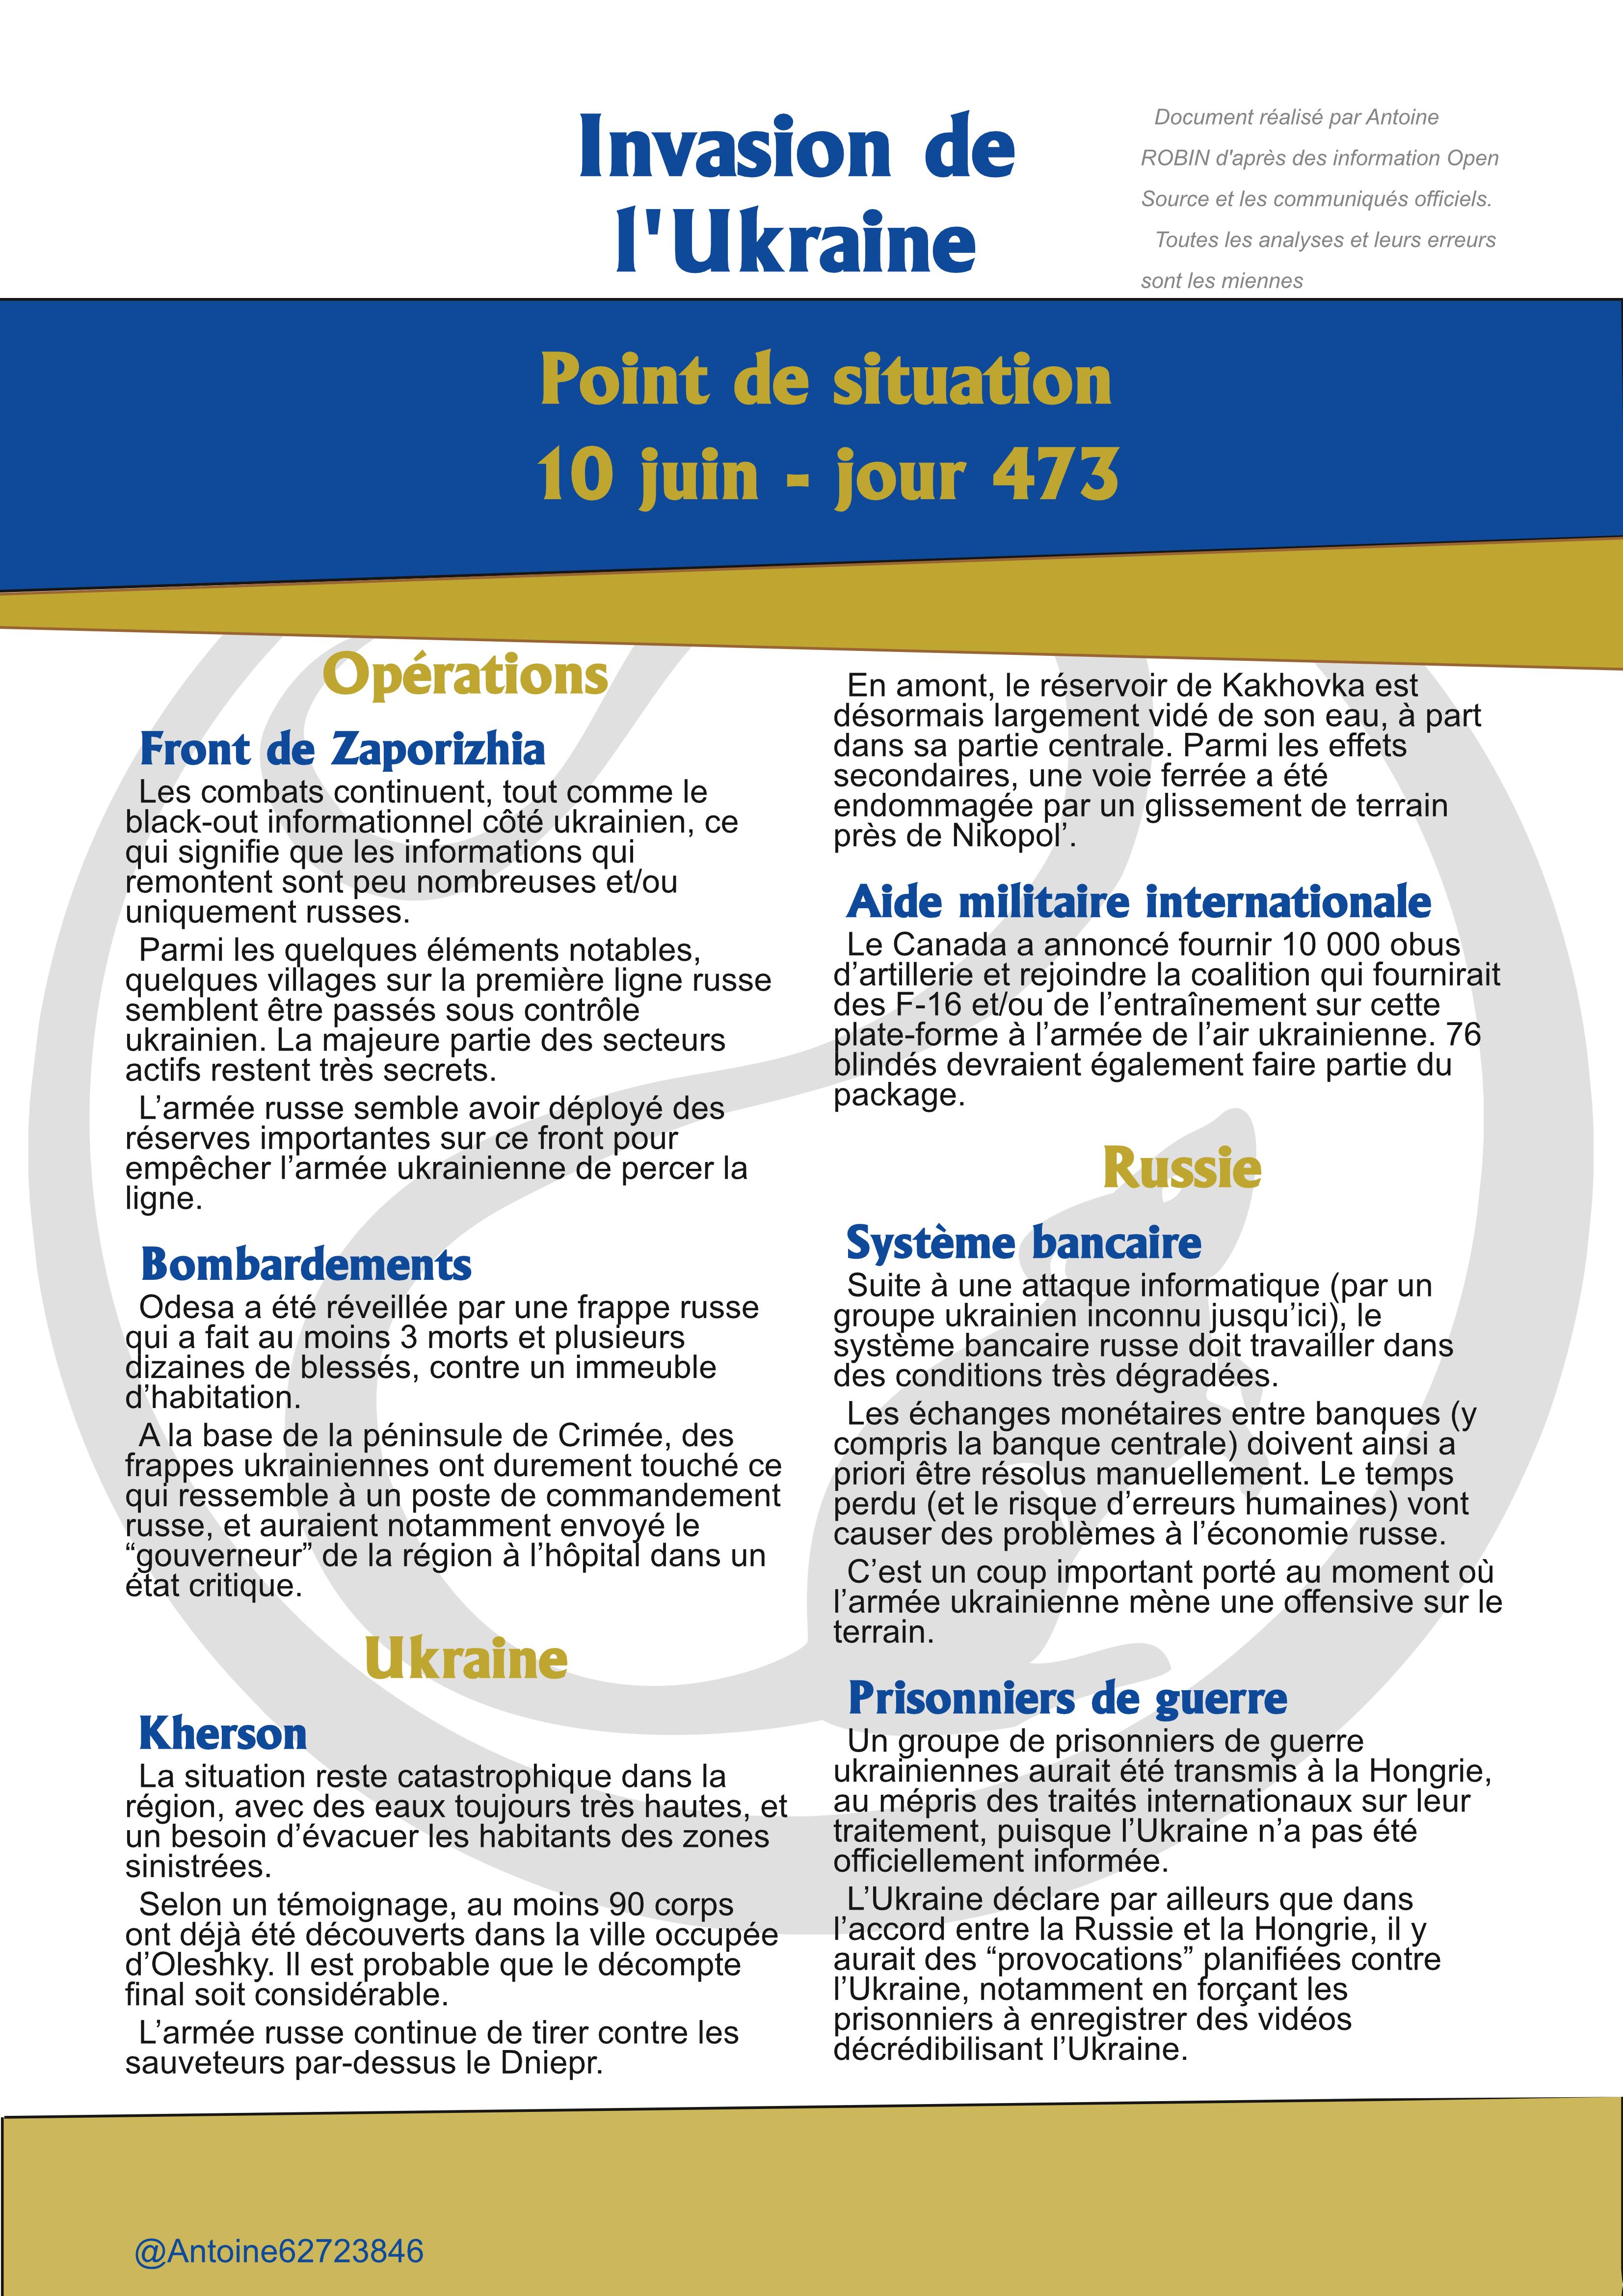 Invasion de
l'Ukraine
Document réalisé par Antoine
ROBIN d'après des information Open
Source et les communiqués officiels.
Toutes les analyses et leurs erreurs
sont les miennes
Point de situation
10 juin - jour 473
Opérations
Front de Zaporizhia
Les combats continuent, tout comme le
black-out informationnel côté ukrainien, ce
qui signifie que les informations qui
remontent sont peu nombreuses et/ou
uniquement russes.
Parmi les quelques éléments notables,
quelques villages sur la première ligne russe
semblent être passés sous contrôle
ukrainien. La majeure partie des secteurs
actifs restent très secrets.
L’armée russe semble avoir déployé des
réserves importantes sur ce front pour
empêcher l’armée ukrainienne de percer la
ligne.
Bombardements
Odesa a été réveillée par une frappe russe
qui a fait au moins 3 morts et plusieurs
dizaines de blessés, contre un immeuble
d’habitation.
A la base de la péninsule de Crimée, des
frappes ukrainiennes ont durement touché ce
qui ressemble à un poste de commandement
russe, et auraient notamment envoyé le
“gouverneur” de la région à l’hôpital dans un
état critique.
Ukraine
Kherson
La situation reste catastrophique dans la
région, avec des eaux toujours très hautes, et
un besoin d’évacuer les habitants des zones
sinistrées.
Selon un témoignage, au moins 90 corps
ont déjà été découverts dans la ville occupée
d’Oleshky. Il est probable que le décompte
final soit considérable.
L’armée russe continue de tirer contre les
sauveteurs par-dessus le Dniepr.
En amont, le réservoir de Kakhovka est
désormais largement vidé de son eau, à part
dans sa partie centrale. Parmi les effets
secondaires, une voie ferrée a été
endommagée par un glissement de terrain
près de Nikopol’.
Aide militaire internationale
Le Canada a annoncé fournir 10 000 obus
d’artillerie et rejoindre la coalition qui fournirait
des F-16 et/ou de l’entraînement sur cette
plate-forme à l’armée de l’air ukrainienne. 76
blindés devraient également faire partie du
package.
Russie
Système bancaire
Suite à une attaque informatique (par un
groupe ukrainien inconnu jusqu’ici), le
système bancaire russe doit travailler dans
des conditions très dégradées.
Les échanges monétaires entre banques (y
compris la banque centrale) doivent ainsi a
priori être résolus manuellement. Le temps
perdu (et le risque d’erreurs humaines) vont
causer des problèmes à l’économie russe.
C’est un coup important porté au moment où
l’armée ukrainienne mène une offensive sur le
terrain.
Prisonniers de guerre
Un groupe de prisonniers de guerre
ukrainiennes aurait été transmis à la Hongrie,
au mépris des traités internationaux sur leur
traitement, puisque l’Ukraine n’a pas été
officiellement informée.
L’Ukraine déclare par ailleurs que dans
l’accord entre la Russie et la Hongrie, il y
aurait des “provocations” planifiées contre
l’Ukraine, notamment en forçant les
prisonniers à enregistrer des vidéos
décrédibilisant l’Ukraine.
@Antoine62723846